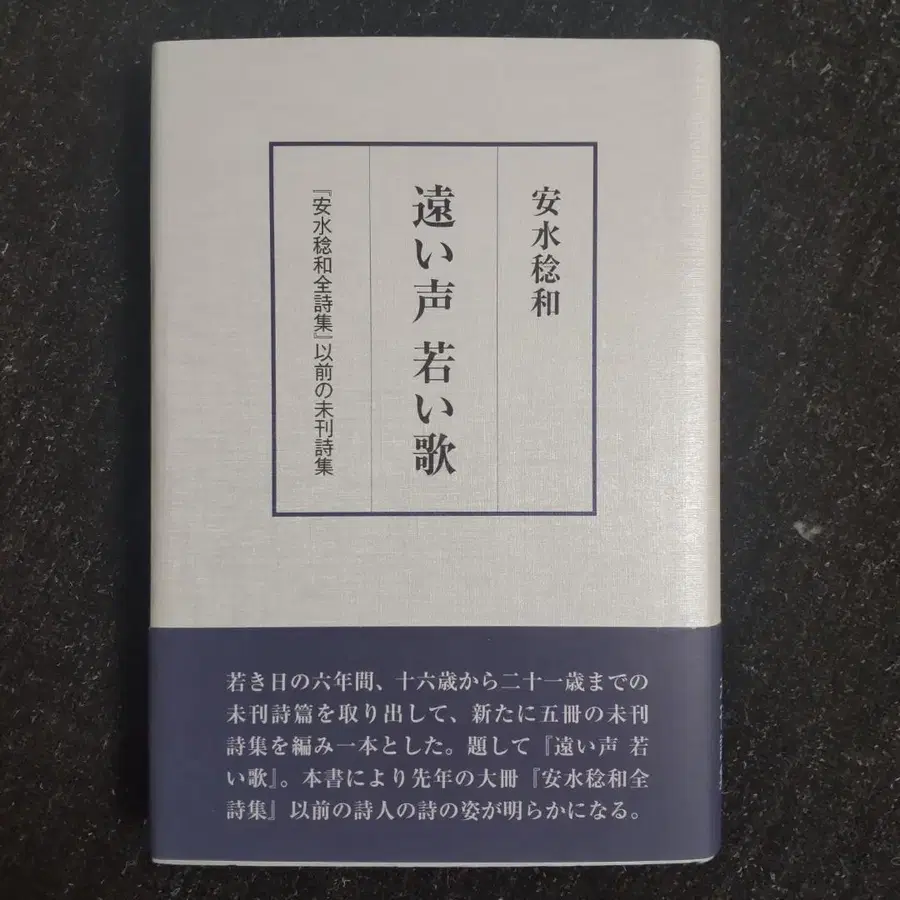 安水稔和
遠い声 若い歌
『安水稔和全詩集』以前の未刊詩集
若き日の六年間、十六歳から二十一歳までの
未刊詩篇を取り出して、新たに五冊の未刊
詩集を編み一本とした。題して『遠い声 若
い歌』。本書により先年の大冊『安水稔和全
詩集』以前の詩人の詩の姿が明らかになる。